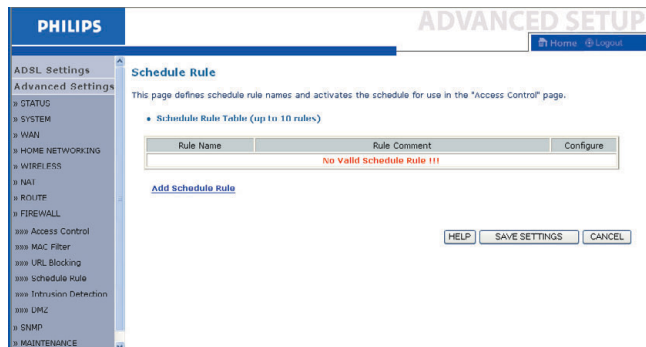 PHILIPS
ADVANCED SETUP
Home Logout
ADSL Settings
Advanced Settings
» STATUS
» SYSTEM
» WAN
» HOME NETWORKING
» WIRELESS
» NAT
» ROUTE
» FIREWALL
»»» Access Control
»»» MAC Filter
»»» URL Blocking
»»» Schedule Rule
»»» Intrusion Detection
»»» DMZ
» SNMP
» MAINTENANCE
Schedule Rule
This page defines schedule rule names and activates the schedule for use in the "Access Control" page.
• Schedule Rule Table (up to 10 rules)
Rule Name Rule Comment Configure
No Valid Schedule Rule !!!
Add Schedule Rule
HELP SAVE SETTINGS CANCEL